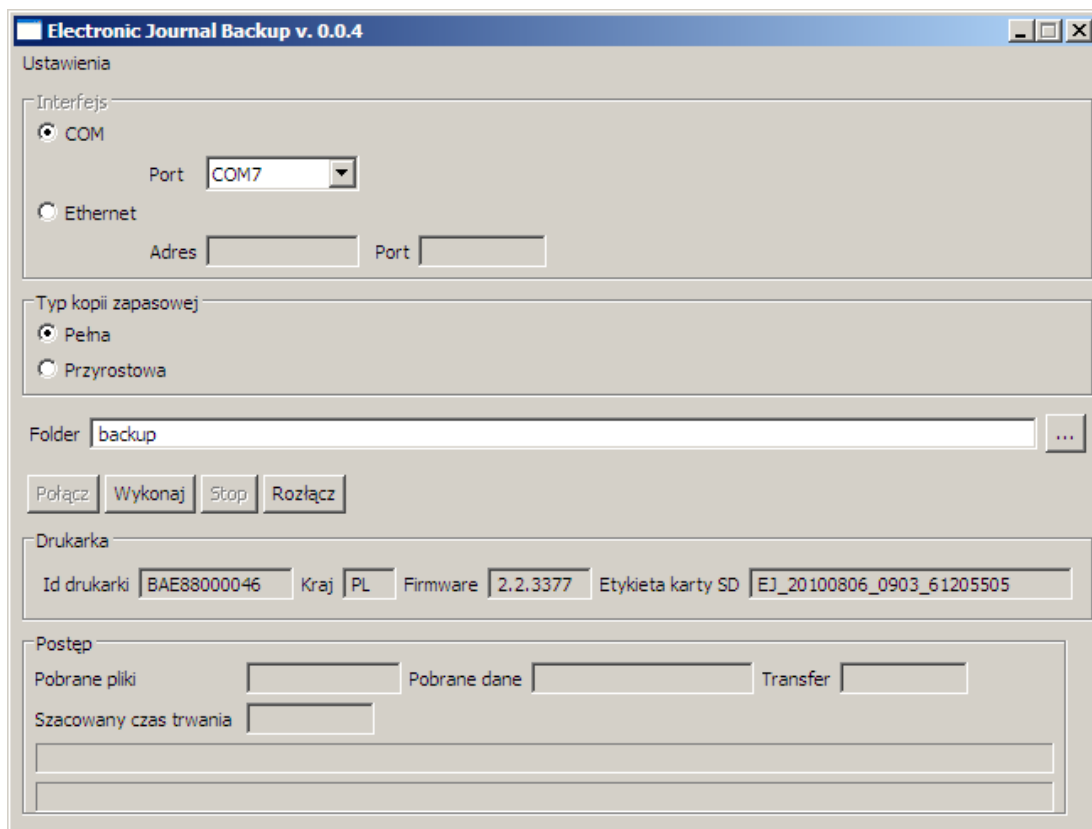 Electronic Journal Backup v. 0.0.4
Ustawienia
Interfejs
COM
Port COM7
Ethernet
Adres Port
Typ kopii zapasowej
Pełna
Przyrostowa
Folder backup ...
Połącz Wykonaj Stop Rozłącz
Drukarka
Id drukarki BAE88000046 Kraj PL Firmware 2.2.3377 Etykieta karty SD EJ_20100806_0903_61205505
Postęp
Pobrane pliki Pobrane dane Transfer
Szacowany czas trwania